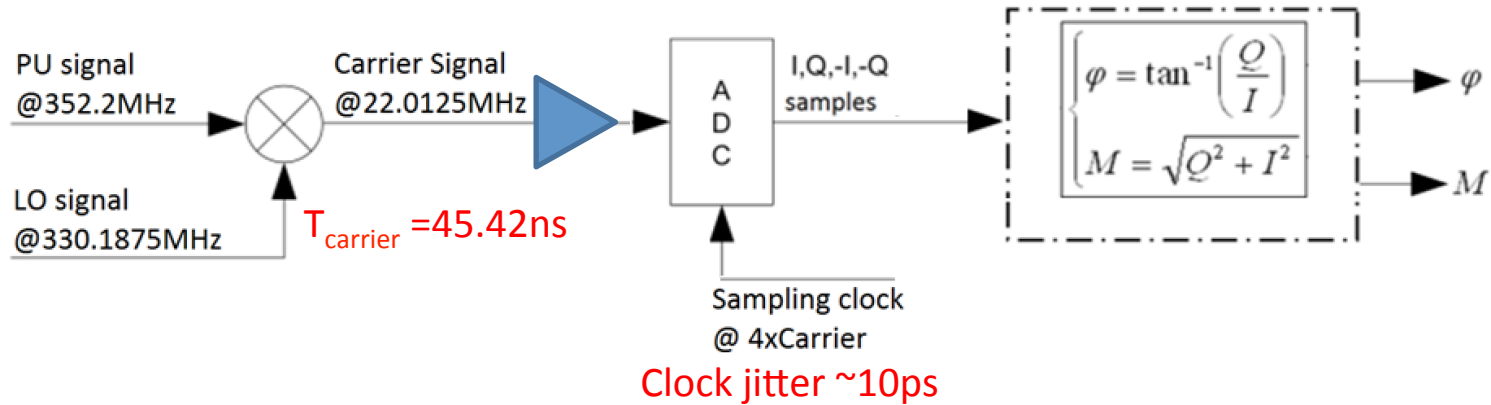 PU signal
@352.2MHz
LO signal
@330.1875MHz
Carrier Signal
@22.0125MHz
T_carrier =45.42ns
A
D
C
Sampling clock
@ 4xCarrier
Clock jitter ~10ps
I,Q,-I,-Q
samples
φ = tan⁻¹(Q/I)
M = √(Q² + I²)
φ
M